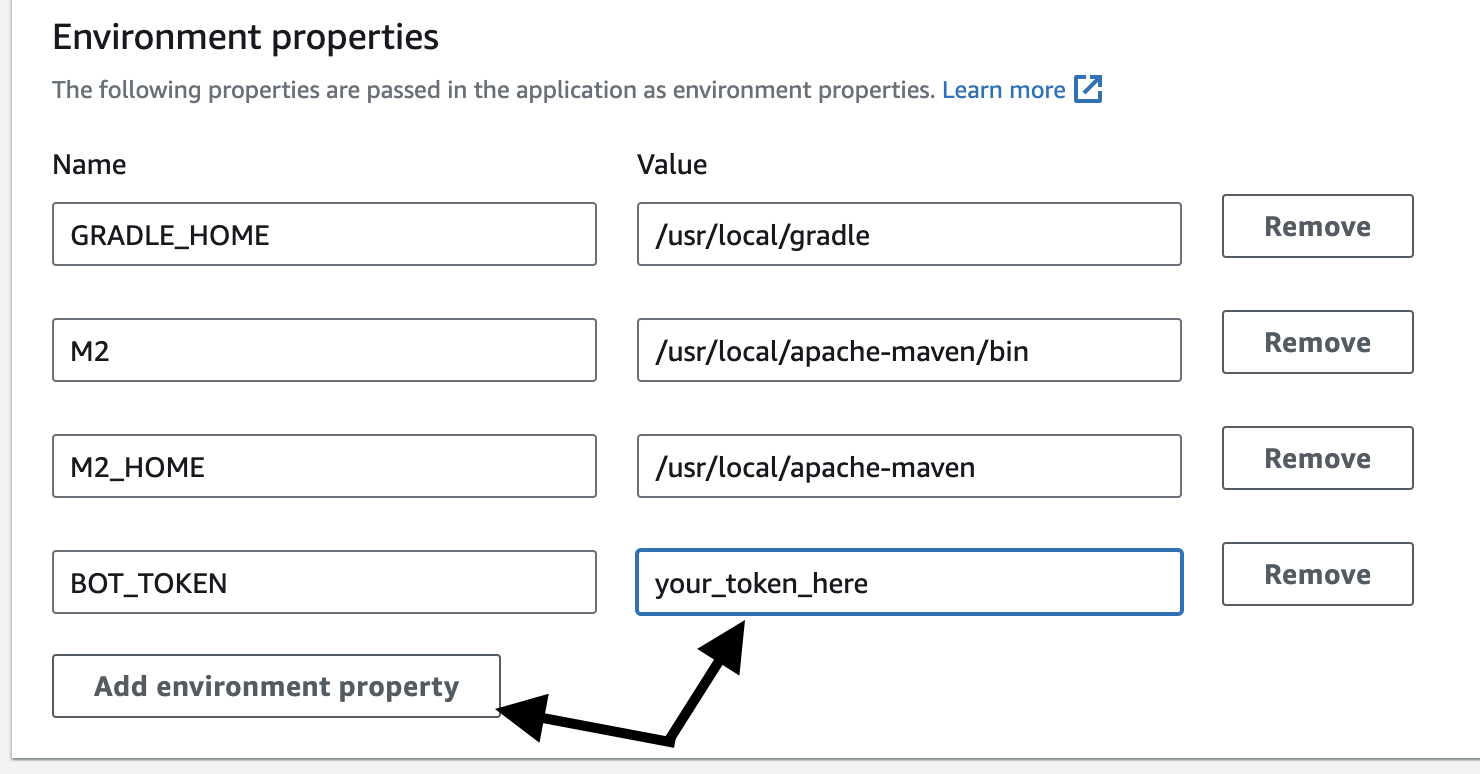 Environment properties
The following properties are passed in the application as environment properties. Learn more
Name Value
GRADLE_HOME /usr/local/gradle Remove
M2 /usr/local/apache-maven/bin Remove
M2_HOME /usr/local/apache-maven Remove
BOT_TOKEN your_token_here Remove
Add environment property